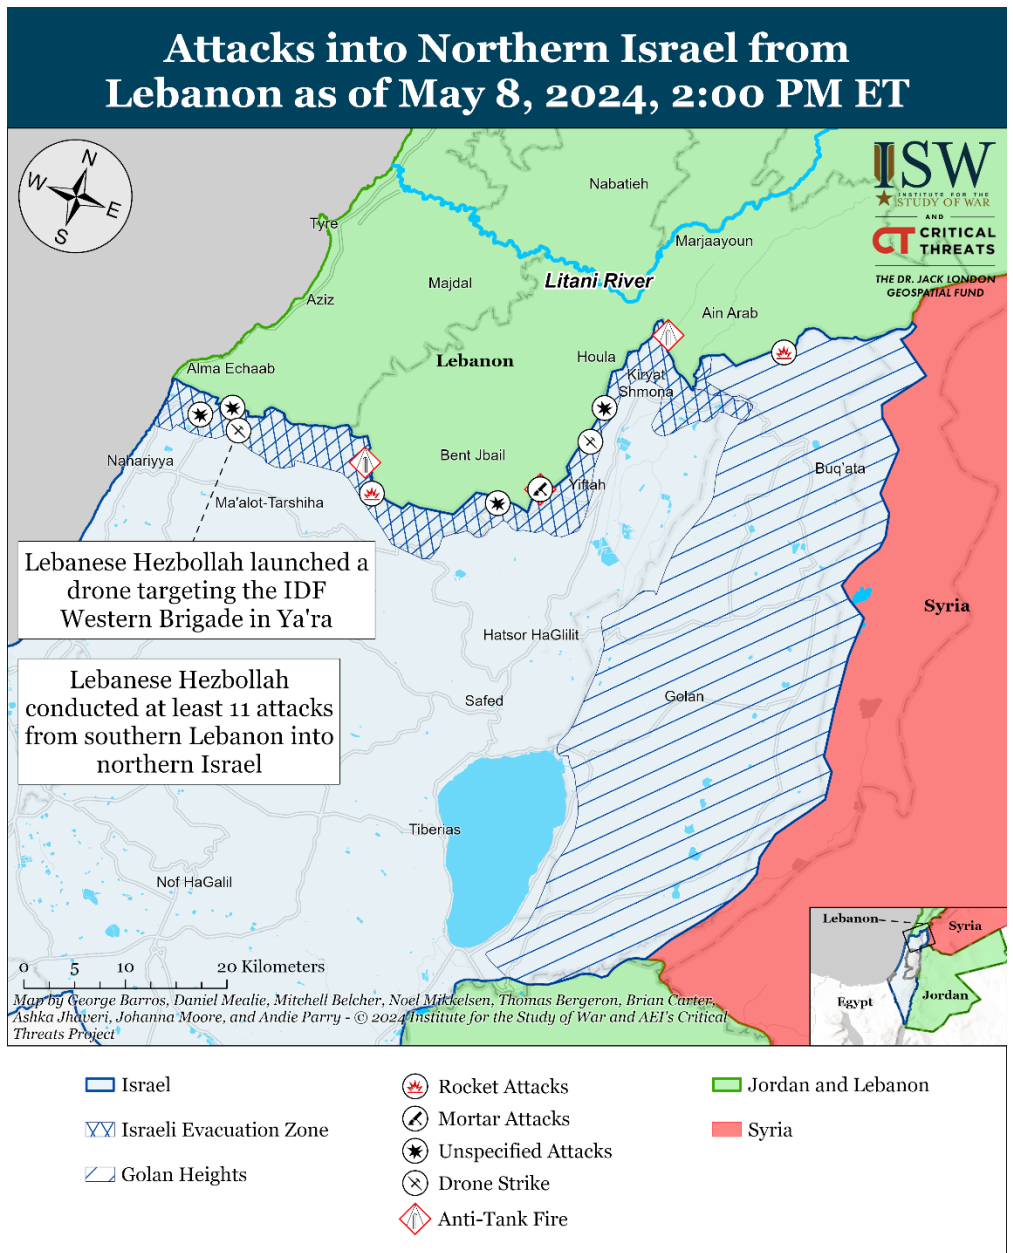 Attacks into Northern Israel from
Lebanon as of May 8, 2024, 2:00 PM ET
N
W
E
S
ISW
INSTITUTE FOR THE
STUDY OF WAR
AND
CT CRITICAL
THREATS
THE DR. JACK LONDON
GEOSPATIAL FUND
Nabatieh
Tyre
Marjaayoun
Majdal
Litani River
Aziz
Ain Arab
Lebanon
Houla
Alma Echaab
Kiryat
Shmona
Nahariyya
Bent Jbail
Buq'ata
Yiftah
Ma'alot-Tarshiha
Lebanese Hezbollah launched a
drone targeting the IDF
Western Brigade in Ya'ra
Syria
Hatsor HaGlilit
Lebanese Hezbollah
conducted at least 11 attacks
from southern Lebanon into
northern Israel
Safed
Golan
Tiberias
Nof HaGalil
0 5 10 20 Kilometers
Map by George Barros, Daniel Mealie, Mitchell Belcher, Noel Mikkelsen, Thomas Bergeron, Brian Carter,
Ashka Jhaveri, Johanna Moore, and Andie Parry - © 2024 Institute for the Study of War and AEI's Critical
Threats Project
Lebanon
Syria
Egypt
Jordan
Israel
Israeli Evacuation Zone
Golan Heights
Rocket Attacks
Mortar Attacks
Unspecified Attacks
Drone Strike
Anti-Tank Fire
Jordan and Lebanon
Syria